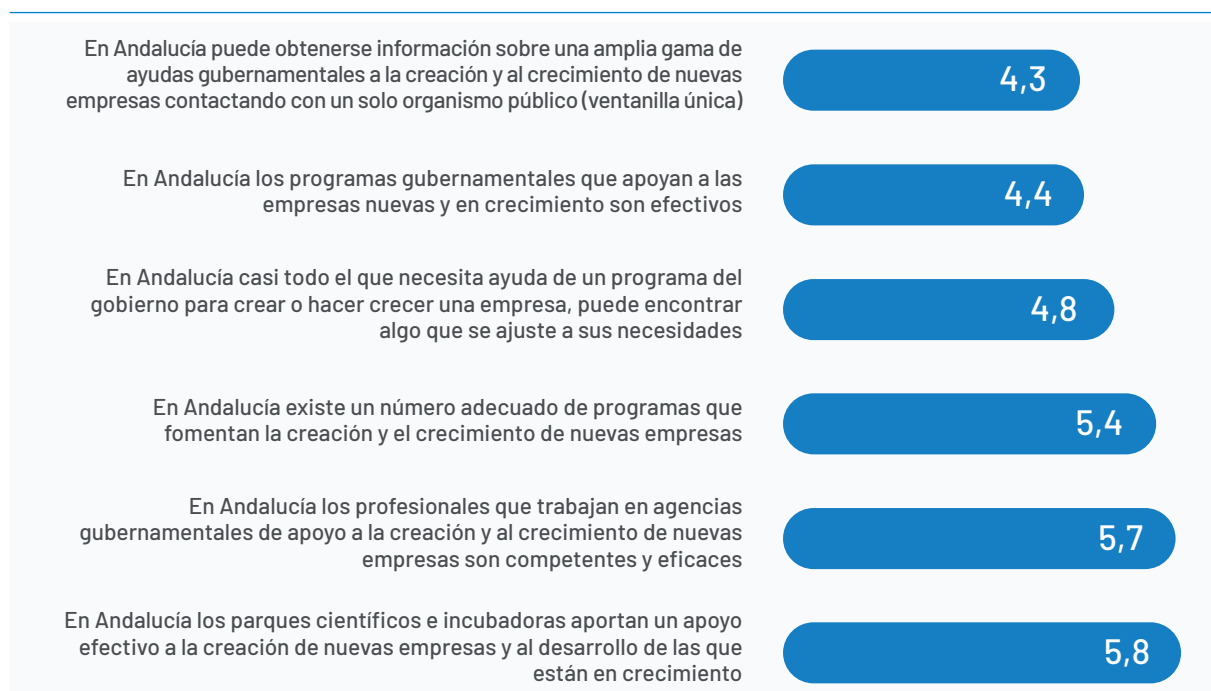 En Andalucía puede obtenerse información sobre una amplia gama de
ayudas gubernamentales a la creación y al crecimiento de nuevas
empresas contactando con un solo organismo público (ventanilla única)
4,3
En Andalucía los programas gubernamentales que apoyan a las
empresas nuevas y en crecimiento son efectivos
4,4
En Andalucía casi todo el que necesita ayuda de un programa del
gobierno para crear o hacer crecer una empresa, puede encontrar
algo que se ajuste a sus necesidades
4,8
En Andalucía existe un número adecuado de programas que
fomentan la creación y el crecimiento de nuevas empresas
5,4
En Andalucía los profesionales que trabajan en agencias
gubernamentales de apoyo a la creación y al crecimiento de nuevas
empresas son competentes y eficaces
5,7
En Andalucía los parques científicos e incubadoras aportan un apoyo
efectivo a la creación de nuevas empresas y al desarrollo de las que
están en crecimiento
5,8